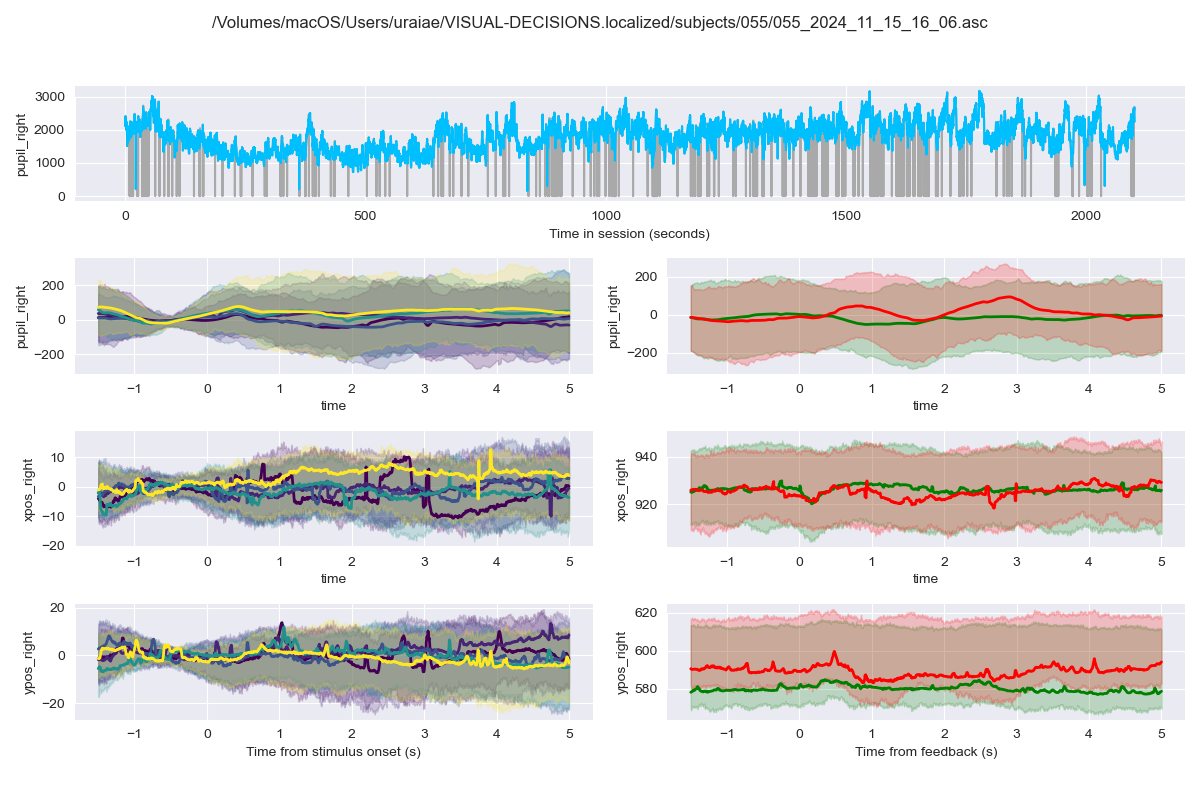 /Volumes/macOS/Users/uraiae/VISUAL-DECISIONS.localized/subjects/055/055_2024_11_15_16_06.asc
pupil_right
3000
2000
1000
0
0 500 1000 1500 2000
Time in session (seconds)
pupil_right
200
0
−200
−1 0 1 2 3 4 5
time
pupil_right
200
0
−200
−1 0 1 2 3 4 5
time
xpos_right
10
0
−10
−20
−1 0 1 2 3 4 5
time
xpos_right
940
920
−1 0 1 2 3 4 5
time
ypos_right
20
0
−20
−1 0 1 2 3 4 5
Time from stimulus onset (s)
ypos_right
620
600
580
−1 0 1 2 3 4 5
Time from feedback (s)